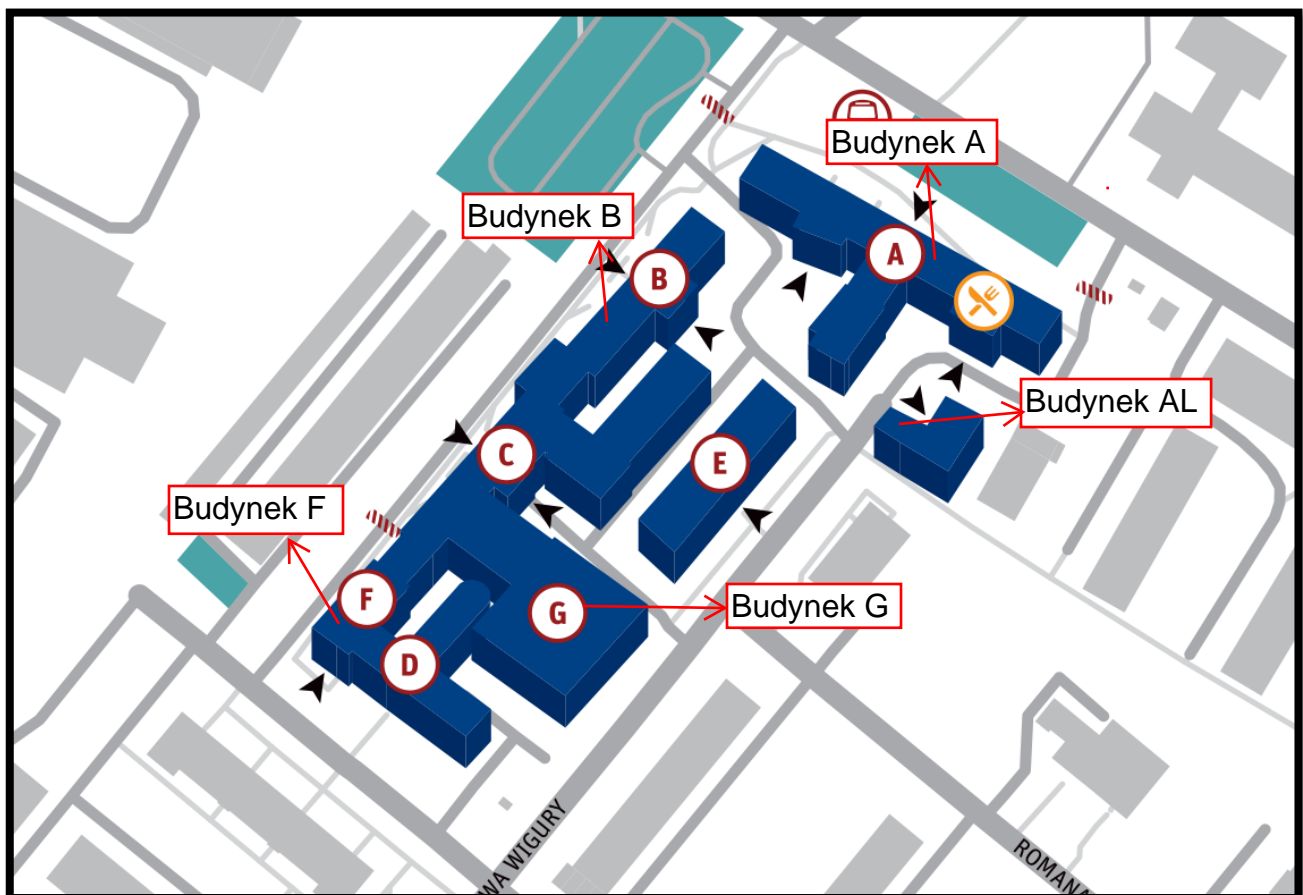 Budynek A
Budynek B
A
B
Budynek AL
C
E
Budynek F
F
G
Budynek G
D
WA WIGURY
ROMANA